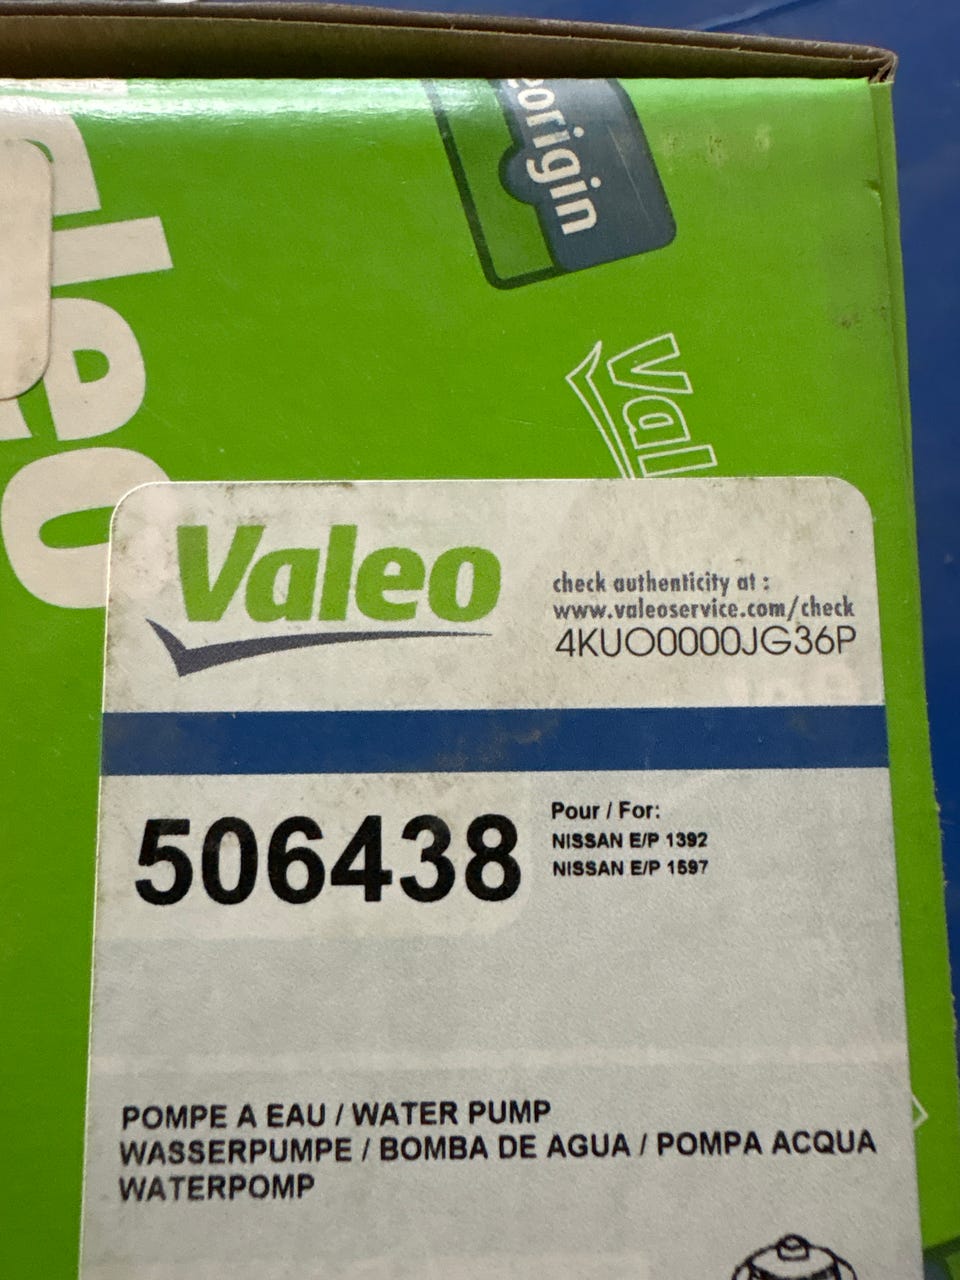 origin
Valeo
Val
Valeo
check authenticity at :
www.valeoservice.com/check
4KUO0000JG36P
506438
Pour / For:
NISSAN E/P 1392
NISSAN E/P 1597
POMPE A EAU / WATER PUMP
WASSERPUMPE / BOMBA DE AGUA / POMPA ACQUA
WATERPOMP